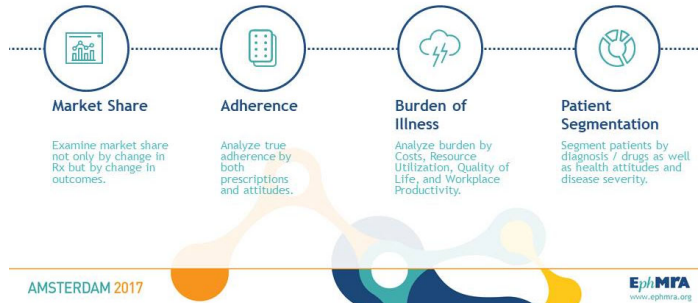 Market Share
Examine market share
not only by change in
Rx but by change in
outcomes.
Adherence
Analyze true
adherence by
both
prescriptions
and attitudes.
Burden of
Illness
Analyze burden by
Costs, Resource
Utilization, Quality of
Life, and Workplace
Productivity.
Patient
Segmentation
Segment patients by
diagnosis / drugs as well
as health attitudes and
disease severity.
AMSTERDAM 2017
EphMRA
www.ephmra.org